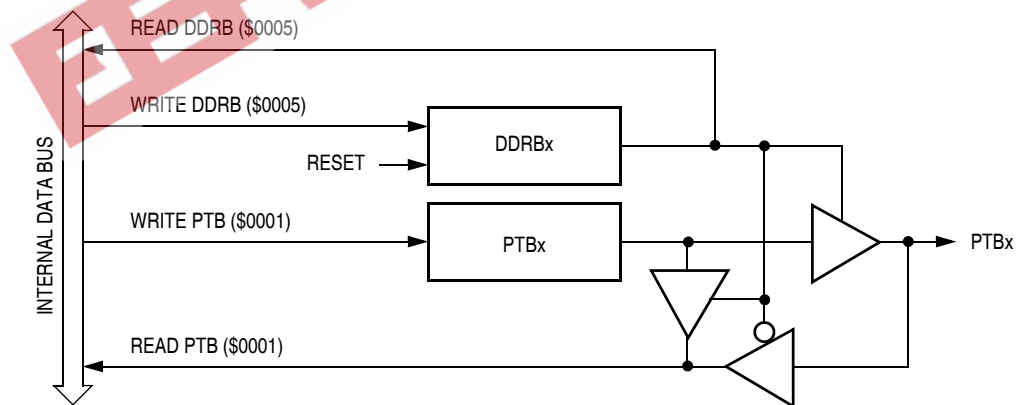 READ DDRB ($0005)
WRITE DDRB ($0005)
DDRBx
RESET
INTERNAL DATA BUS
WRITE PTB ($0001)
PTBx
PTBx
READ PTB ($0001)